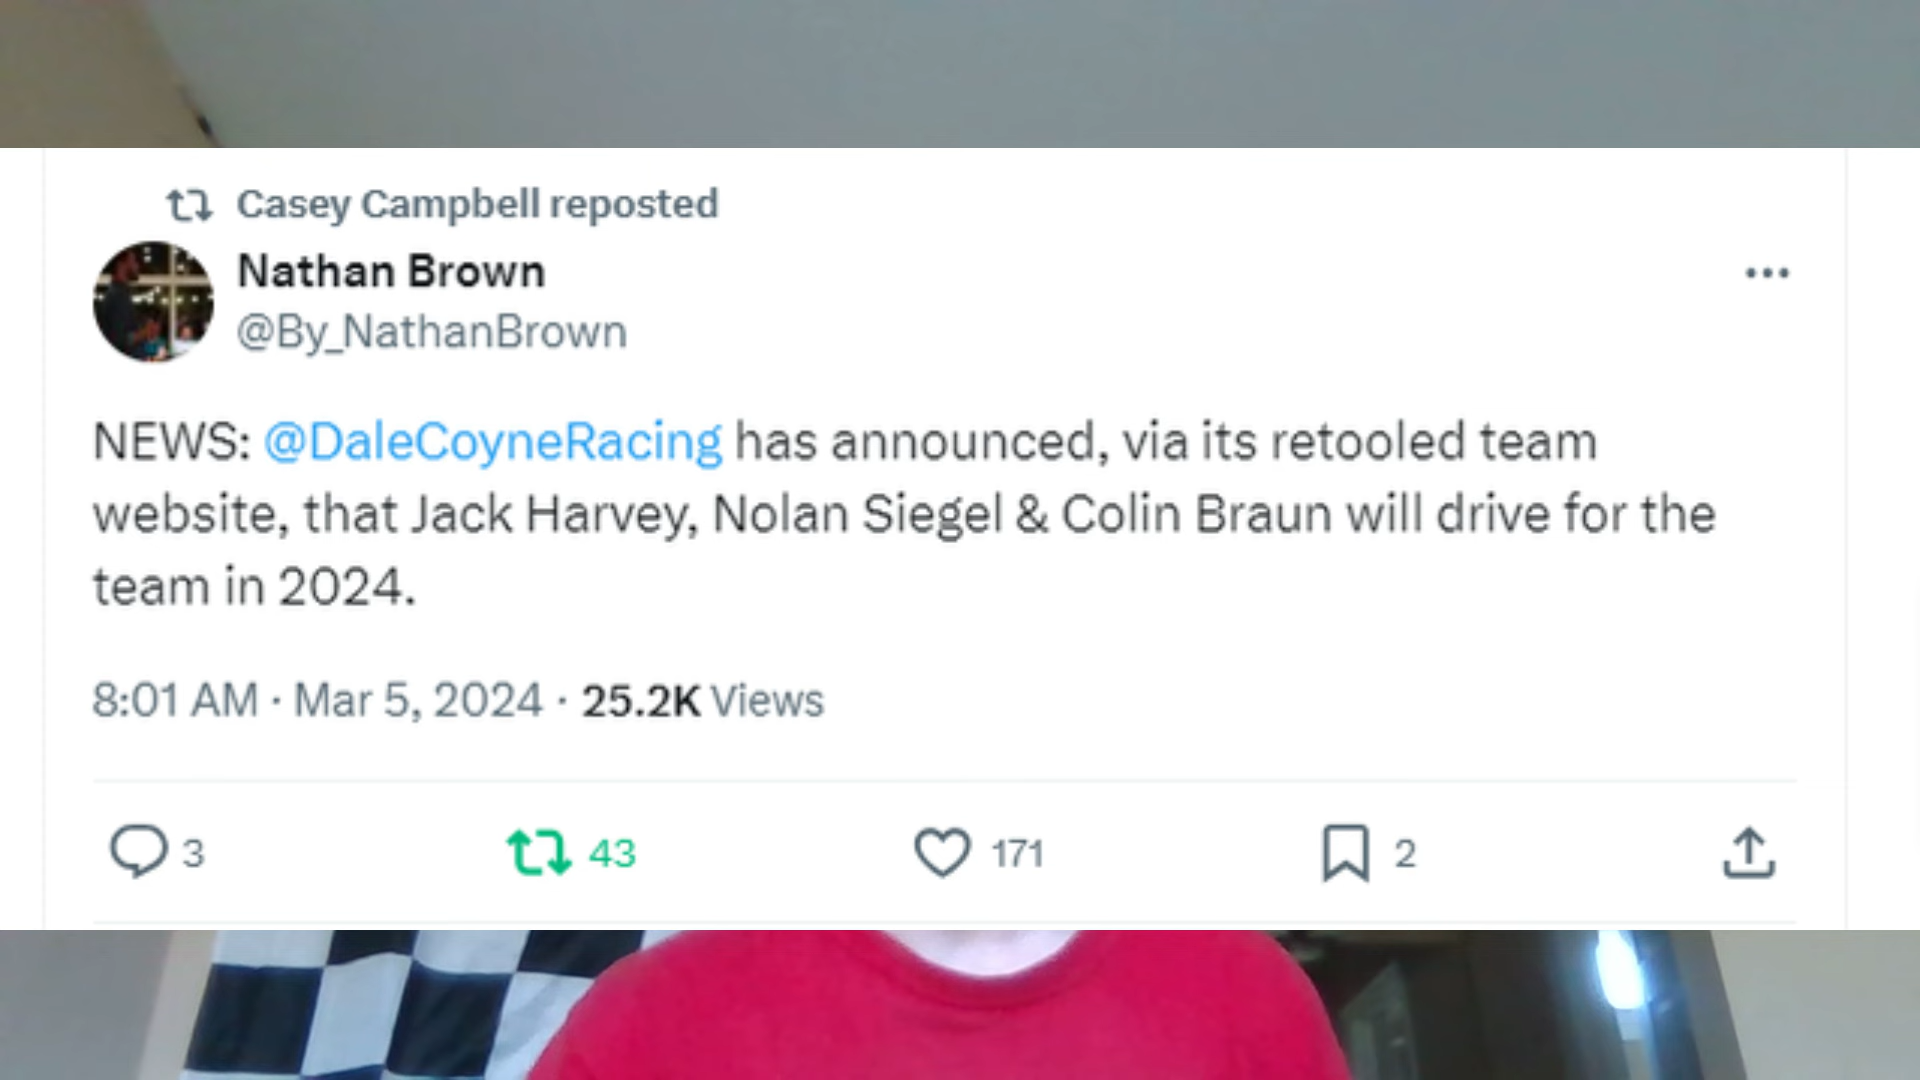 Casey Campbell reposted
Nathan Brown
@By_NathanBrown
NEWS: @DaleCoyneRacing has announced, via its retooled team
website, that Jack Harvey, Nolan Siegel & Colin Braun will drive for the
team in 2024.
8:01 AM · Mar 5, 2024 · 25.2K Views
3 43 171 2